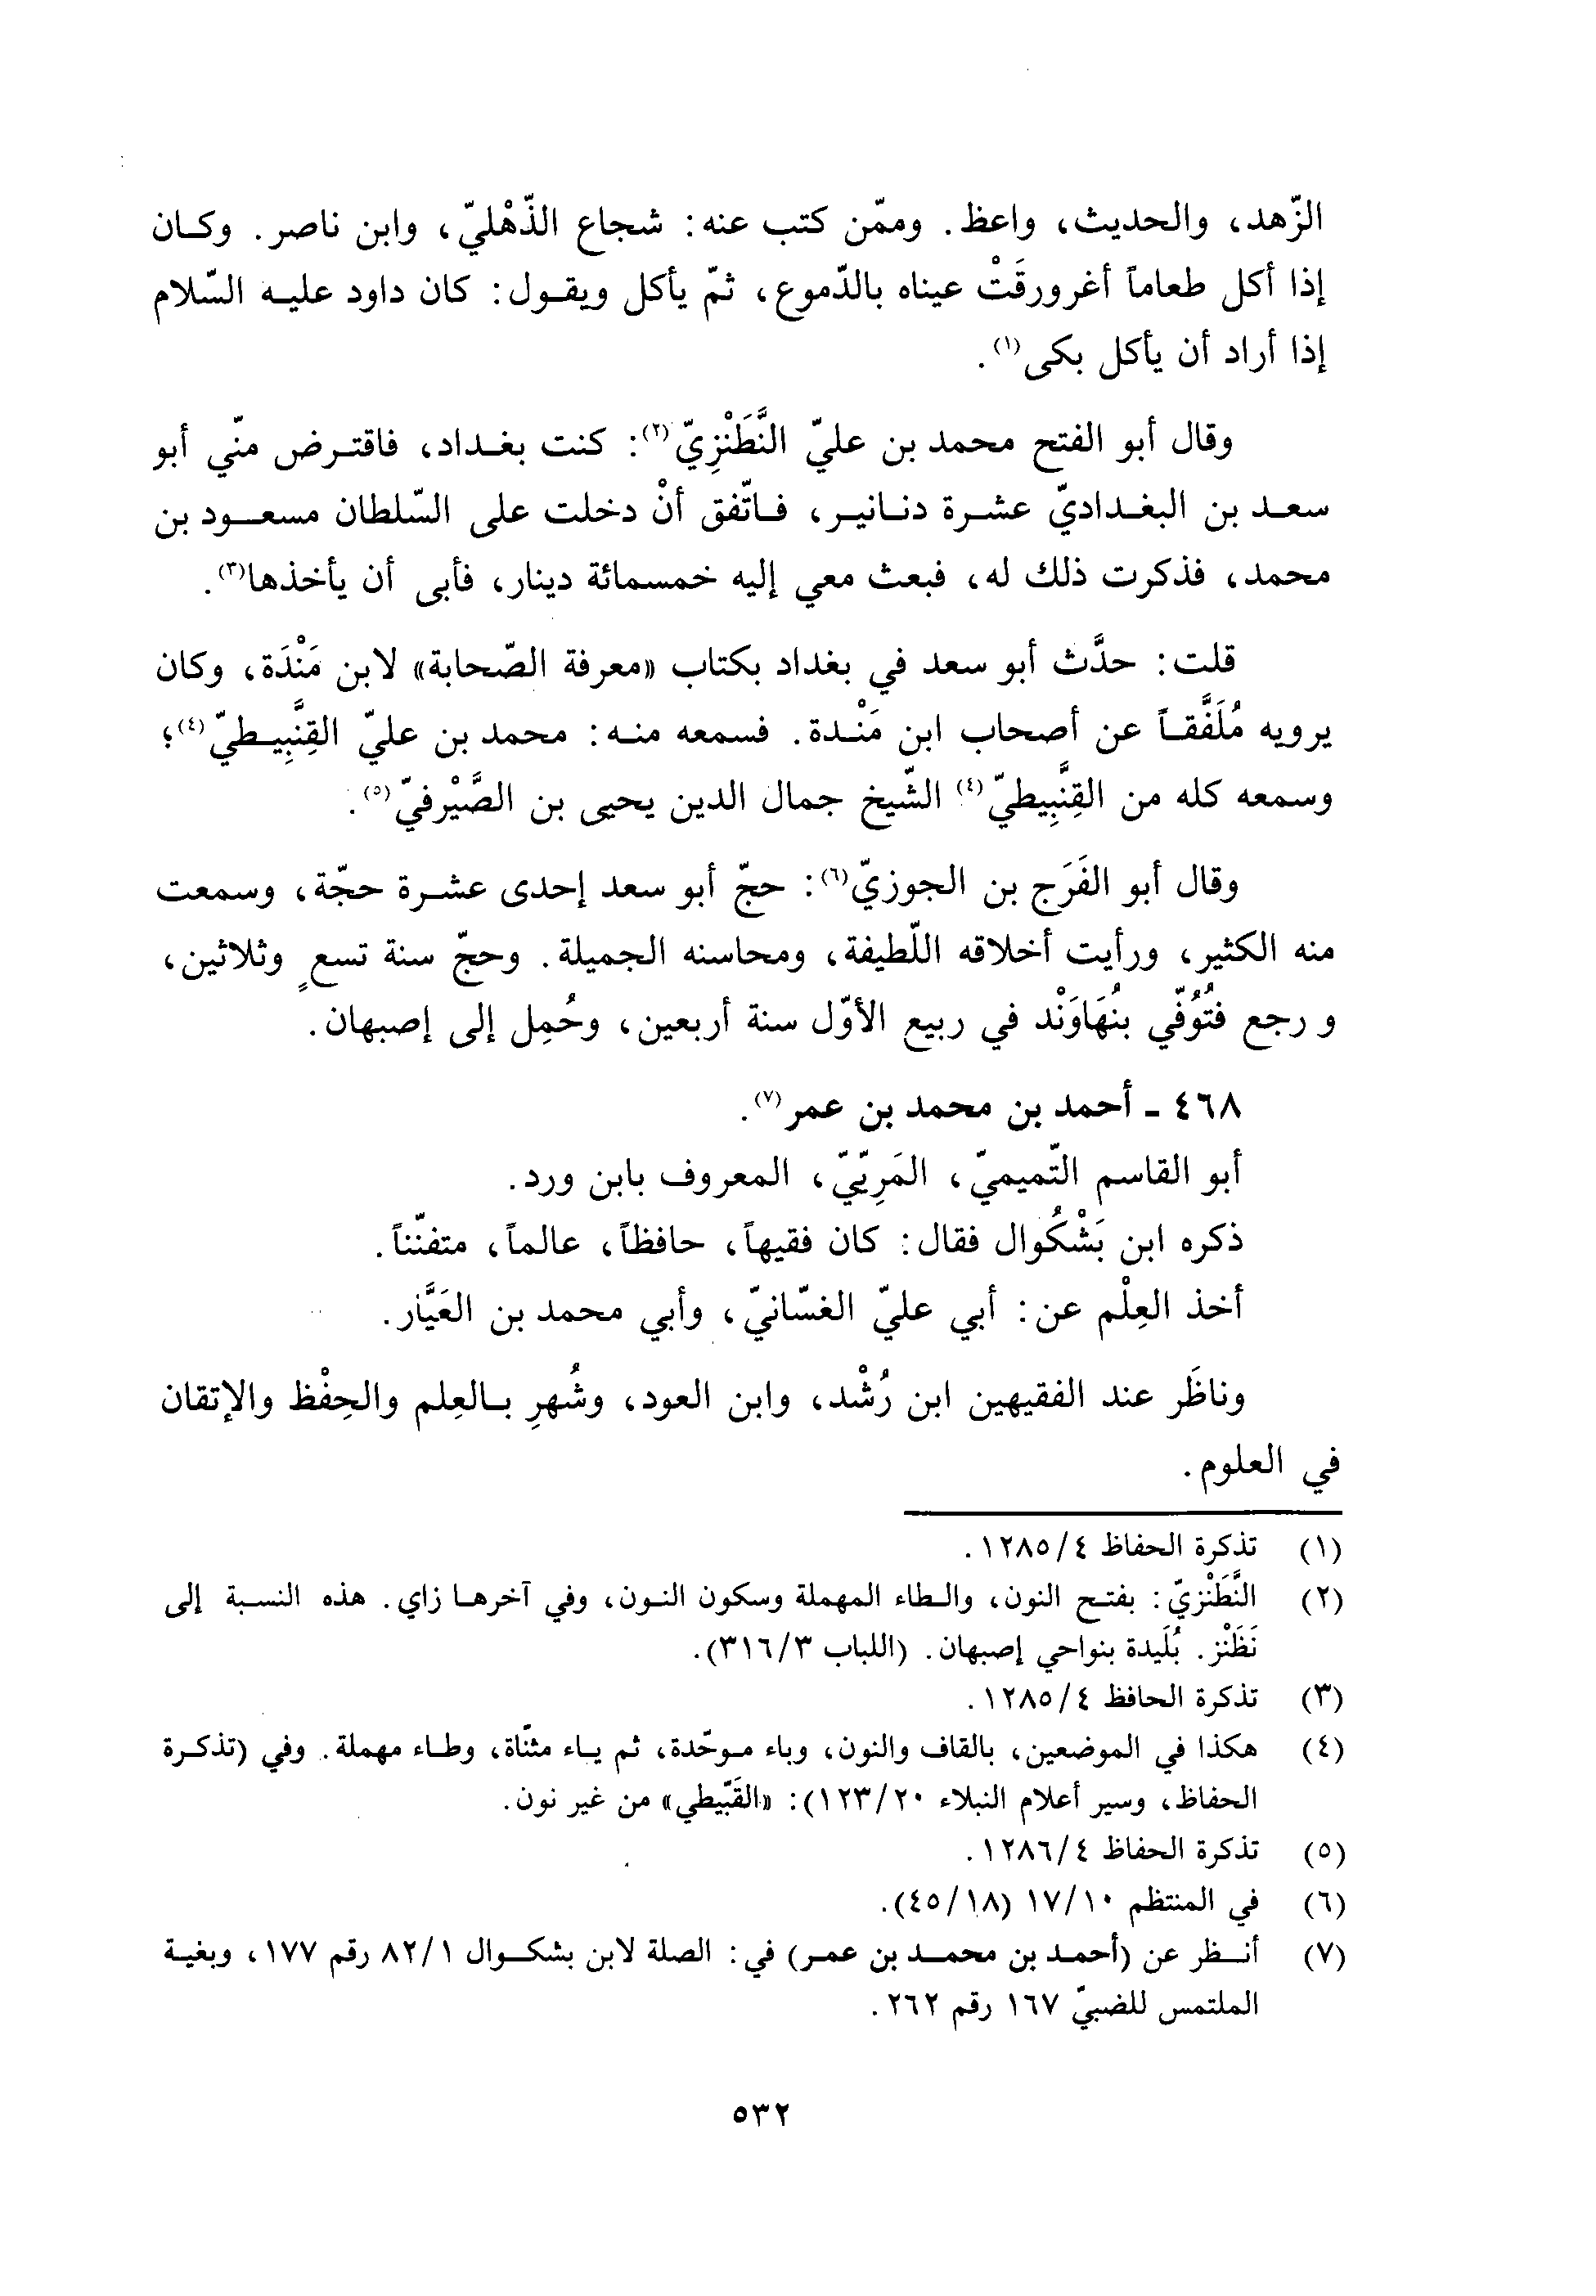 الزّهد، والحديث، واعظ. وممّن كتب عنه: شجاع الذّهْليّ، وابن ناصر. وكان
إذا أكل طعاماً أغرورقَتْ عيناه بالدّموع، ثمّ يأكل ويقول: كان داود عليه السّلام
إذا أراد أن يأكل بكى(١).
وقال أبو الفتح محمد بن عليّ النَّطَنْزِيّ(٢): كنت بغداد، فاقترض منّي أبو
سعد بن البغداديّ عشرة دنانير، فاتّفق أنْ دخلت على السّلطان مسعود بن
محمد، فذكرت ذلك له، فبعث معي إليه خمسمائة دينار، فأبى أن يأخذها(٣).
قلت: حدَّث أبو سعد في بغداد بكتاب «معرفة الصّحابة» لابن مَنْدَة، وكان
يرويه مُلَفَّقاً عن أصحاب ابن مَنْدة. فسمعه منه: محمد بن عليّ القِنَّبِيطيّ(٤)؛
وسمعه كله من القِنَّبِيطيّ(٤) الشّيخ جمال الدين يحيى بن الصَّيْرفيّ(٥).
وقال أبو الفَرَج بن الجوزيّ(٦): حجّ أبو سعد إحدى عشرة حجّة، وسمعت
منه الكثير، ورأيت أخلاقه اللّطيفة، ومحاسنه الجميلة. وحجّ سنة تسعٍ وثلاثين،
ورجع فتُوُفّي بنُهَاوَنْد في ربيع الأوّل سنة أربعين، وحُمِل إلى إصبهان.
٤٦٨ - أحمد بن محمد بن عمر(٧).
أبو القاسم التّميميّ، المَرِيّيّ، المعروف بابن ورد.
ذكره ابن بَشْكُوال فقال: كان فقيهاً، حافظاً، عالماً، متفنّناً.
أخذ العِلْم عن: أبي عليّ الغسّانيّ، وأبي محمد بن العَيَّار.
وناظَر عند الفقيهين ابن رُشْد، وابن العود، وشُهرِ بالعِلم والحِفْظ والإتقان
في العلوم.
(١) تذكرة الحفاظ ٤/١٢٨٥.
(٢) النَّطَنْزيّ: بفتح النون، والطاء المهملة وسكون النون، وفي آخرها زاي. هذه النسبة إلى
نَظَنْز. بُلَيدة بنواحي إصبهان. (اللباب ٣/٣١٦).
(٣) تذكرة الحافظ ٤/١٢٨٥.
(٤) هكذا في الموضعين، بالقاف والنون، وباء موحّدة، ثم ياء مثنّاة، وطاء مهملة. وفي (تذكرة
الحفاظ، وسير أعلام النبلاء ٢٠/١٢٣): «القَبّيطي» من غير نون.
(٥) تذكرة الحفاظ ٤/١٢٨٦.
(٦) في المنتظم ١٠/١٧ (١٨/٤٥).
(٧) أنظر عن (أحمد بن محمد بن عمر) في: الصلة لابن بشكوال ١/٨٢ رقم ١٧٧، وبغية
الملتمس للضبيّ ١٦٧ رقم ٢٦٢.
٥٣٢